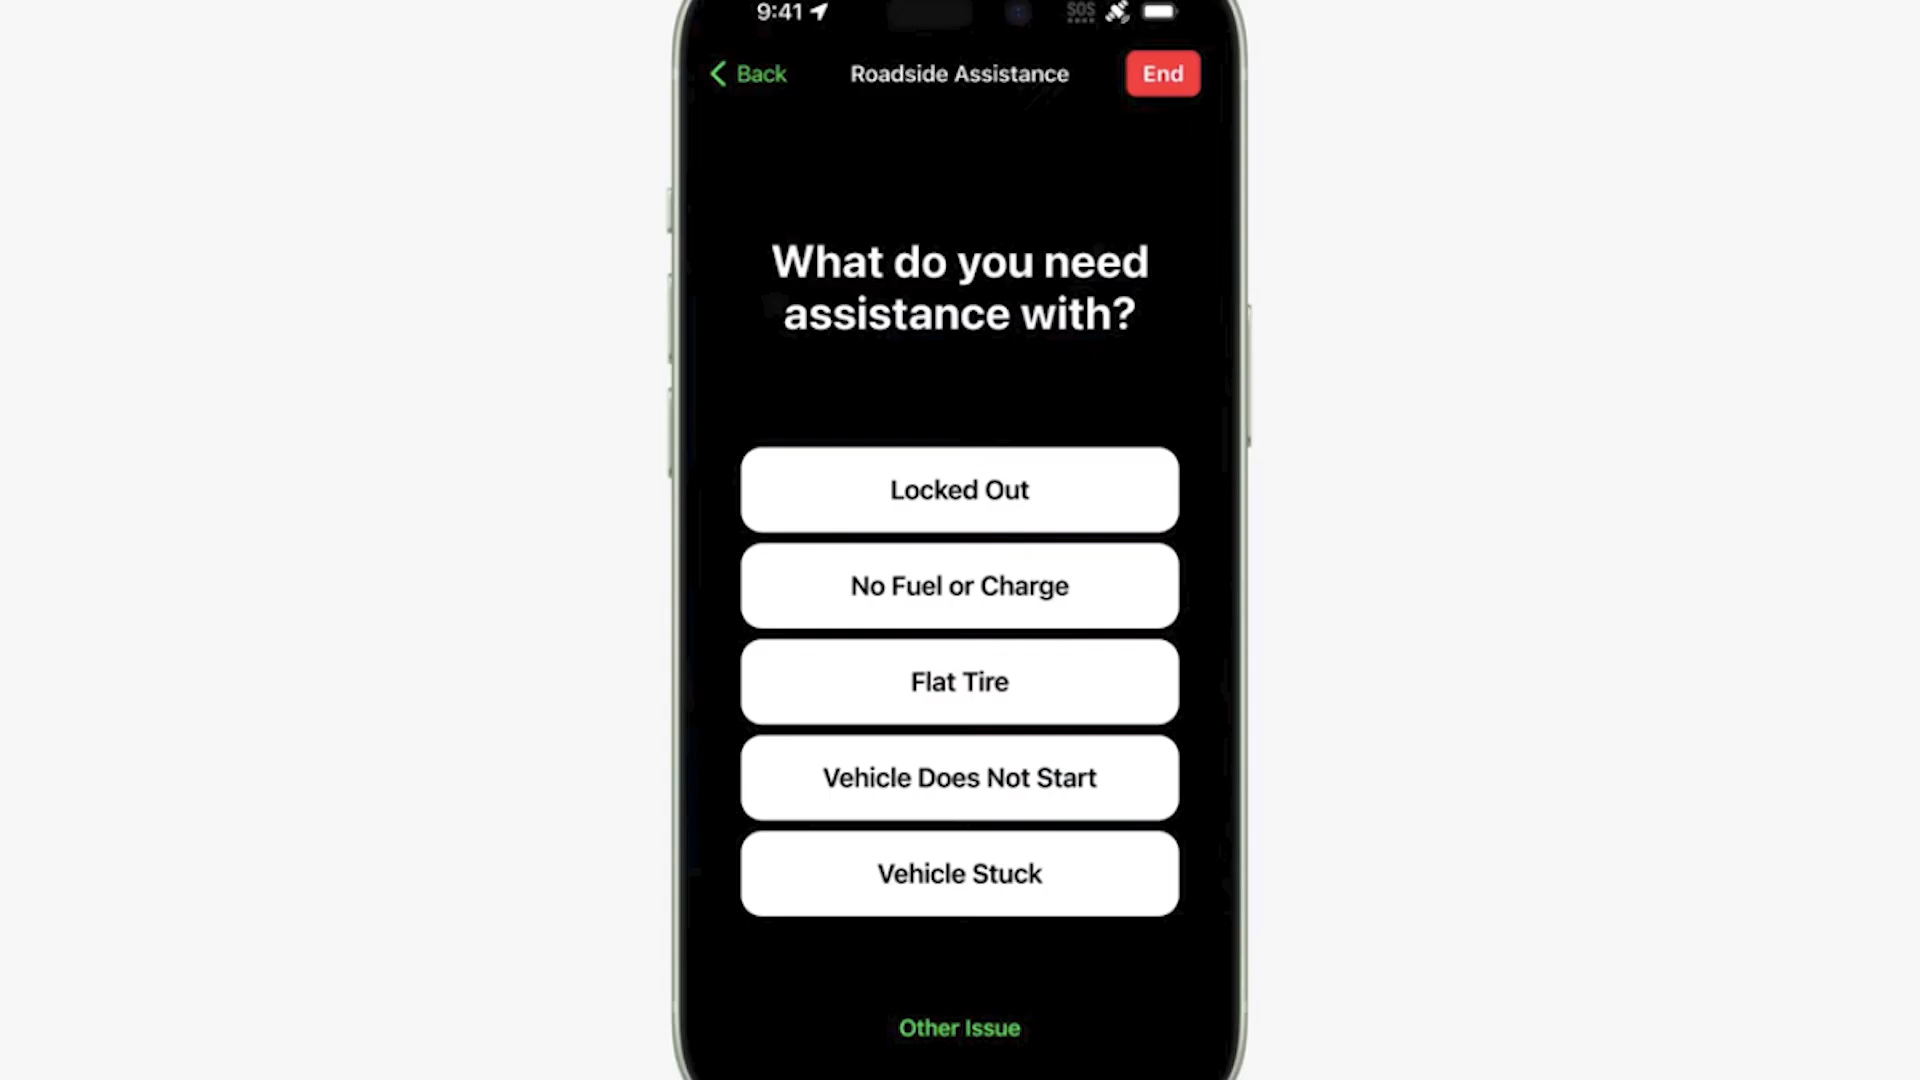 9:41
SOS
Back
Roadside Assistance
End
What do you need
assistance with?
Locked Out
No Fuel or Charge
Flat Tire
Vehicle Does Not Start
Vehicle Stuck
Other Issue